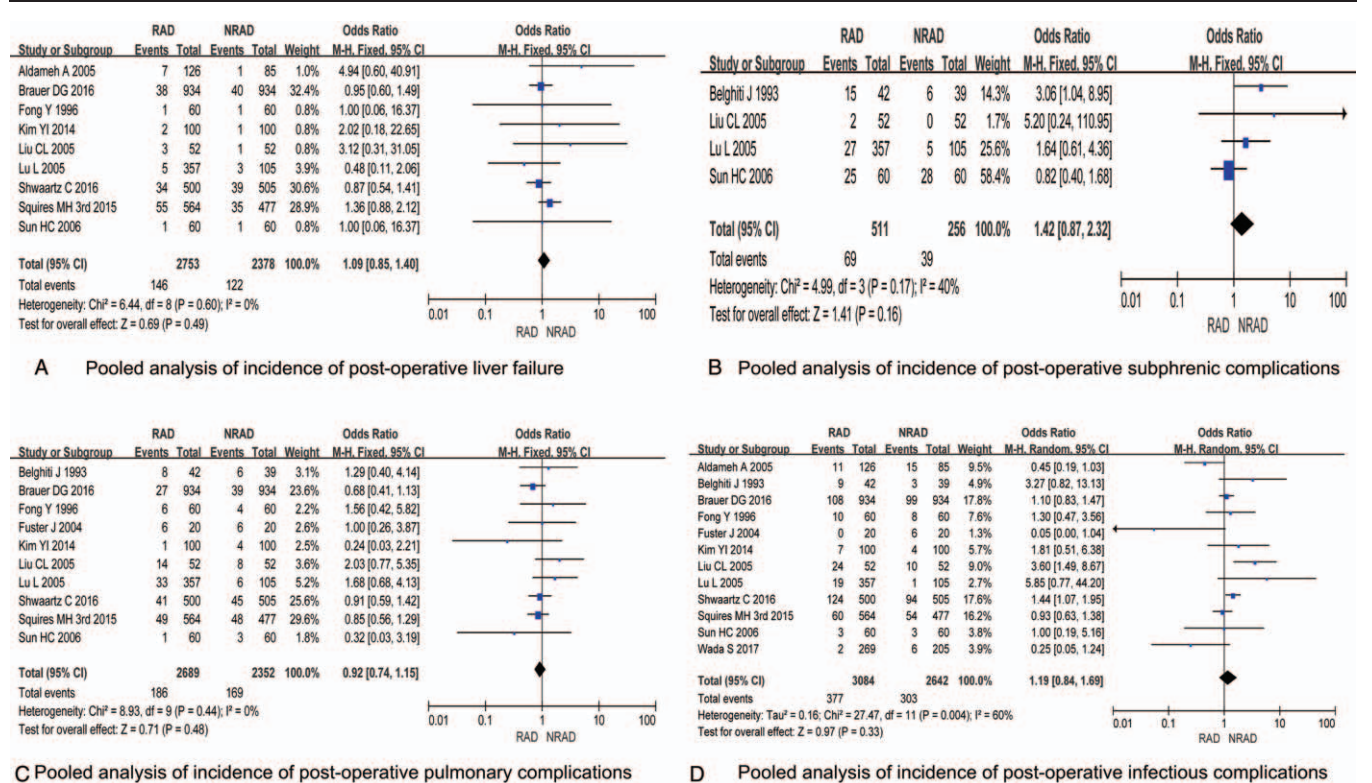 RAD NRAD Odds Ratio Odds Ratio
Study or Subgroup Events Total Events Total Weight M-H. Fixed. 95% CI M-H. Fixed. 95% CI
Aldameh A 2005 7 126 1 85 1.0% 4.94 [0.60, 40.91]
Brauer DG 2016 38 934 40 934 32.4% 0.95 [0.60, 1.49]
Fong Y 1996 1 60 1 60 0.8% 1.00 [0.06, 16.37]
Kim YI 2014 2 100 1 100 0.8% 2.02 [0.18, 22.65]
Liu CL 2005 3 52 1 52 0.8% 3.12 [0.31, 31.05]
Lu L 2005 5 357 3 105 3.9% 0.48 [0.11, 2.06]
Shwaartz C 2016 34 500 39 505 30.6% 0.87 [0.54, 1.41]
Squires MH 3rd 2015 55 564 35 477 28.9% 1.36 [0.88, 2.12]
Sun HC 2006 1 60 1 60 0.8% 1.00 [0.06, 16.37]
Total (95% CI) 2753 2378 100.0% 1.09 [0.85, 1.40]
Total events 146 122
Heterogeneity: Chi² = 6.44, df = 8 (P = 0.60); I² = 0%
Test for overall effect: Z = 0.69 (P = 0.49)
0.01 0.1 1 10 100
RAD NRAD
A Pooled analysis of incidence of post-operative liver failure
RAD NRAD Odds Ratio Odds Ratio
Study or Subgroup Events Total Events Total Weight M-H. Fixed. 95% CI M-H. Fixed. 95% CI
Belghiti J 1993 15 42 6 39 14.3% 3.06 [1.04, 8.95]
Liu CL 2005 2 52 0 52 1.7% 5.20 [0.24, 110.95]
Lu L 2005 27 357 5 105 25.6% 1.64 [0.61, 4.36]
Sun HC 2006 25 60 28 60 58.4% 0.82 [0.40, 1.68]
Total (95% CI) 511 256 100.0% 1.42 [0.87, 2.32]
Total events 69 39
Heterogeneity: Chi² = 4.99, df = 3 (P = 0.17); I² = 40%
Test for overall effect: Z = 1.41 (P = 0.16)
0.01 0.1 1 10 100
RAD NRAD
B Pooled analysis of incidence of post-operative subphrenic complications
RAD NRAD Odds Ratio Odds Ratio
Study or Subgroup Events Total Events Total Weight M-H. Fixed. 95% CI M-H. Fixed. 95% CI
Belghiti J 1993 8 42 6 39 3.1% 1.29 [0.40, 4.14]
Brauer DG 2016 27 934 39 934 23.6% 0.68 [0.41, 1.13]
Fong Y 1996 6 60 4 60 2.2% 1.56 [0.42, 5.82]
Fuster J 2004 6 20 6 20 2.6% 1.00 [0.26, 3.87]
Kim YI 2014 1 100 4 100 2.5% 0.24 [0.03, 2.21]
Liu CL 2005 14 52 8 52 3.6% 2.03 [0.77, 5.35]
Lu L 2005 33 357 6 105 5.2% 1.68 [0.68, 4.13]
Shwaartz C 2016 41 500 45 505 25.6% 0.91 [0.59, 1.42]
Squires MH 3rd 2015 49 564 48 477 29.6% 0.85 [0.56, 1.29]
Sun HC 2006 1 60 3 60 1.8% 0.32 [0.03, 3.19]
Total (95% CI) 2689 2352 100.0% 0.92 [0.74, 1.15]
Total events 186 169
Heterogeneity: Chi² = 8.93, df = 9 (P = 0.44); I² = 0%
Test for overall effect: Z = 0.71 (P = 0.48)
0.01 0.1 1 10 100
RAD NRAD
C Pooled analysis of incidence of post-operative pulmonary complications
RAD NRAD Odds Ratio Odds Ratio
Study or Subgroup Events Total Events Total Weight M-H. Random. 95% CI M-H. Random. 95% CI
Aldameh A 2005 11 126 15 85 9.5% 0.45 [0.19, 1.03]
Belghiti J 1993 9 42 3 39 4.9% 3.27 [0.82, 13.13]
Brauer DG 2016 108 934 99 934 17.8% 1.10 [0.83, 1.47]
Fong Y 1996 10 60 8 60 7.6% 1.30 [0.47, 3.56]
Fuster J 2004 0 20 6 20 1.3% 0.05 [0.00, 1.04]
Kim YI 2014 7 100 4 100 5.7% 1.81 [0.51, 6.38]
Liu CL 2005 24 52 10 52 9.0% 3.60 [1.49, 8.67]
Lu L 2005 19 357 1 105 2.7% 5.85 [0.77, 44.20]
Shwaartz C 2016 124 500 94 505 17.5% 1.44 [1.07, 1.95]
Squires MH 3rd 2015 60 564 54 477 16.2% 0.93 [0.63, 1.38]
Sun HC 2006 3 60 3 60 3.8% 1.00 [0.19, 5.16]
Wada S 2017 2 269 6 205 4.0% 0.25 [0.05, 1.24]
Total (95% CI) 3084 2642 100.0% 1.19 [0.84, 1.69]
Total events 377 303
Heterogeneity: Tau² = 0.16; Chi² = 27.47, df = 11 (P = 0.004); I² = 60%
Test for overall effect: Z = 0.97 (P = 0.33)
0.01 0.1 1 10 100
RAD NRAD
D Pooled analysis of incidence of post-operative infectious complications